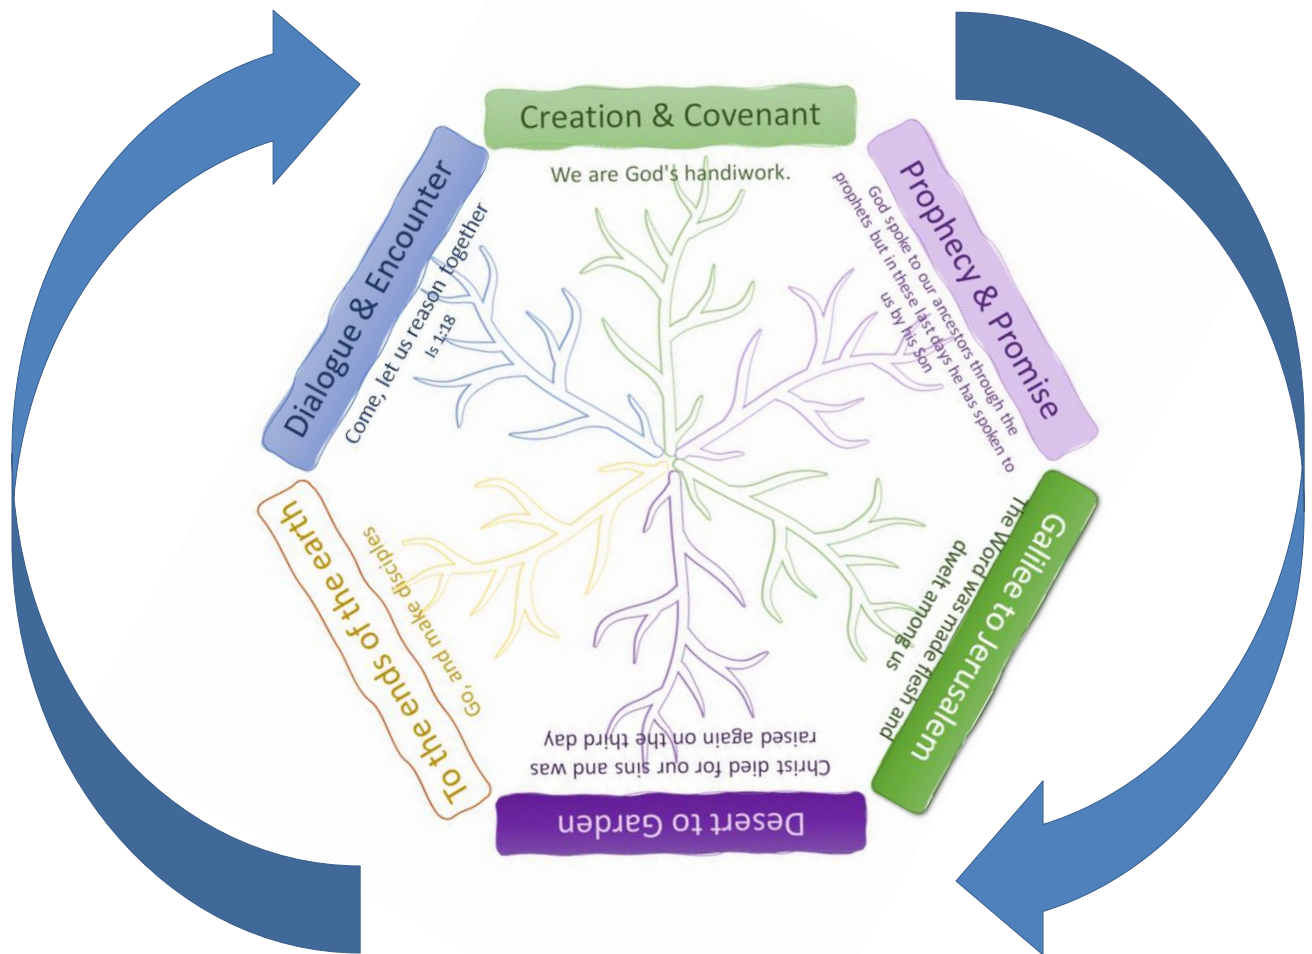 Creation & Covenant
We are God's handiwork.
Prophecy & Promise
God spoke to our ancestors through the
prophets but in these last days he has spoken to
us by his Son
Galilee to Jerusalem
The Word was made flesh and
dwelt among us
Desert to Garden
Christ died for our sins and was
raised again on the third day
To the ends of the earth
Go, and make disciples
Dialogue & Encounter
Come, let us reason together
Is 1:18